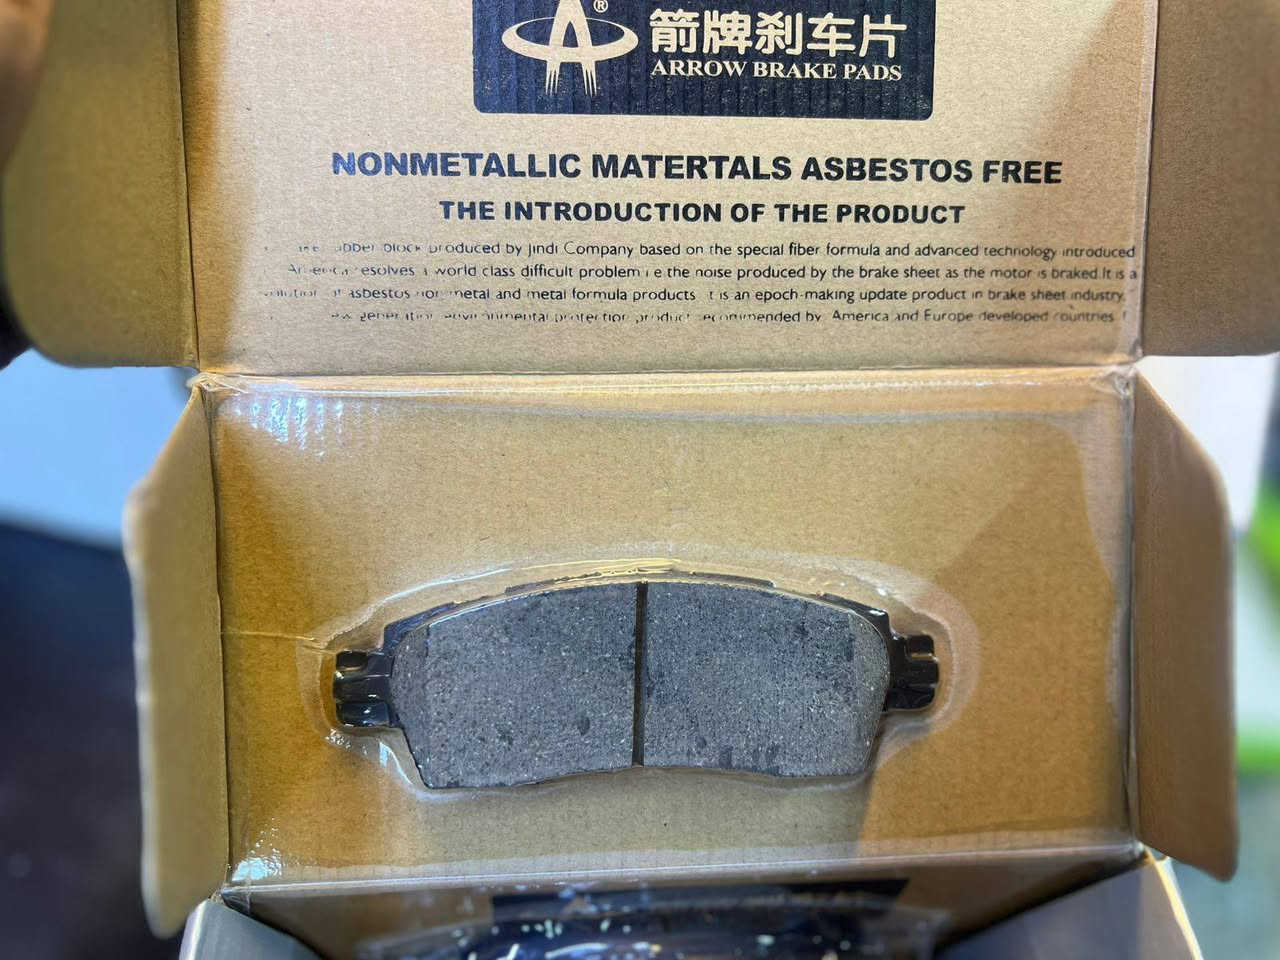 ®
箭牌刹车片
ARROW BRAKE PADS
NONMETALLIC MATERTALS ASBESTOS FREE
THE INTRODUCTION OF THE PRODUCT
produced by Jindi Company based on the special fiber formula and advanced technology introduced
world class difficult problem i e the noise produced by the brake sheet as the motor is braked.It is a
asbestos metal and metal formula products is an epoch-making update product in brake sheet industry.
product recommended by America and Europe developed countries